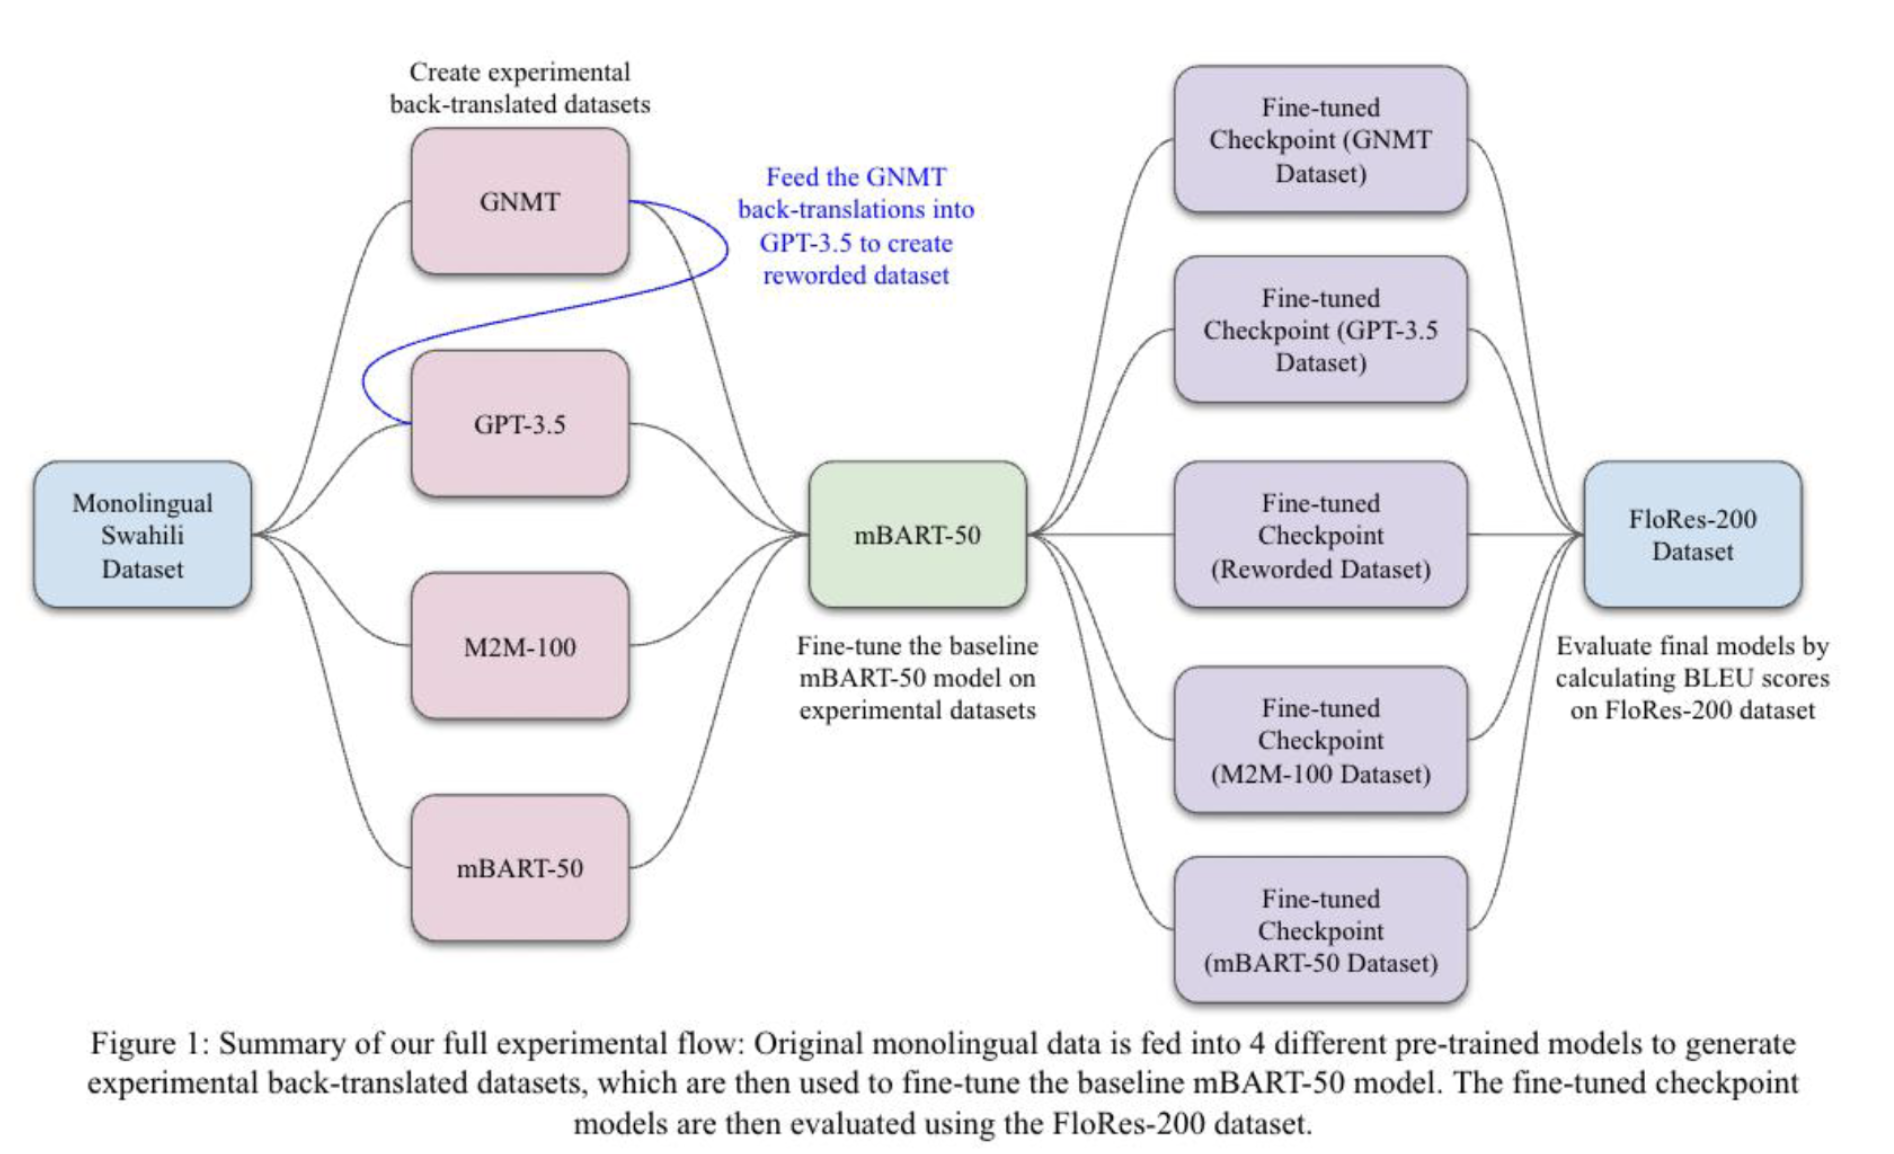 Create experimental
back-translated datasets
GNMT
Feed the GNMT
back-translations into
GPT-3.5 to create
reworded dataset
GPT-3.5
Monolingual
Swahili
Dataset
M2M-100
mBART-50
mBART-50
Fine-tune the baseline
mBART-50 model on
experimental datasets
Fine-tuned
Checkpoint (GNMT
Dataset)
Fine-tuned
Checkpoint (GPT-3.5
Dataset)
Fine-tuned
Checkpoint
(Reworded Dataset)
Fine-tuned
Checkpoint
(M2M-100 Dataset)
Fine-tuned
Checkpoint
(mBART-50 Dataset)
FloRes-200
Dataset
Evaluate final models by
calculating BLEU scores
on FloRes-200 dataset
Figure 1: Summary of our full experimental flow: Original monolingual data is fed into 4 different pre-trained models to generate
experimental back-translated datasets, which are then used to fine-tune the baseline mBART-50 model. The fine-tuned checkpoint
models are then evaluated using the FloRes-200 dataset.